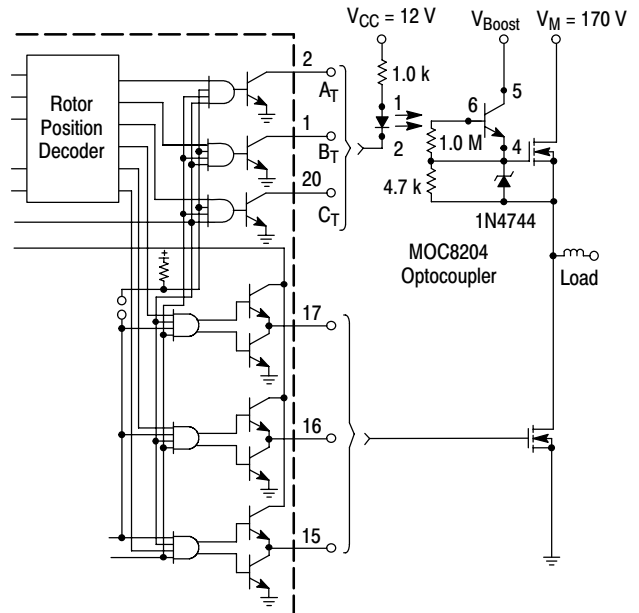 V_CC = 12 V
V_Boost
V_M = 170 V
Rotor
Position
Decoder
2
A_T
1
B_T
20
C_T
1.0 k
1
2
5
6
1.0 M
4
4.7 k
1N4744
MOC8204
Optocoupler
Load
+
17
16
15